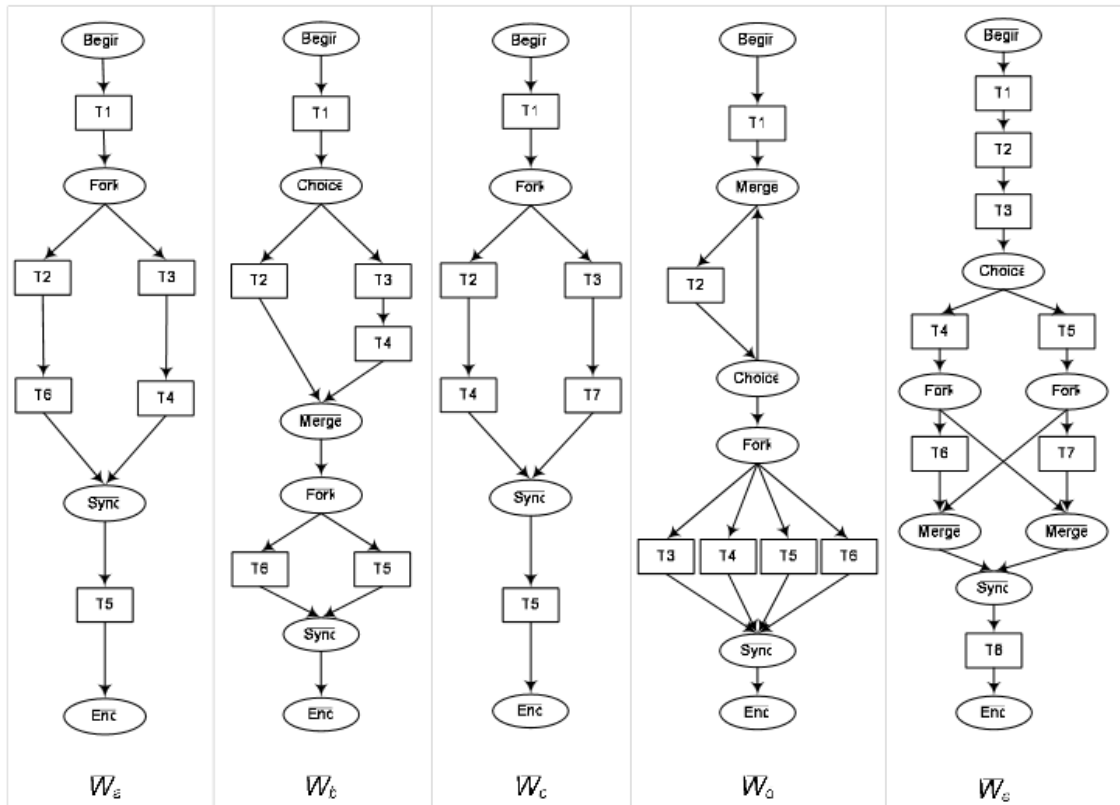 Begin
T1
Fork
T2
T3
T6
T4
Sync
T5
End
Wa
Begin
T1
Choice
T2
T3
T4
Merge
Fork
T6
T5
Sync
End
Wb
Begin
T1
Fork
T2
T3
T4
T7
Sync
T5
End
Wc
Begin
T1
Merge
T2
Choice
Fork
T3
T4
T5
T6
Sync
End
Wd
Begin
T1
T2
T3
Choice
T4
T5
Fork
Fork
T6
T7
Merge
Merge
Sync
T8
End
We